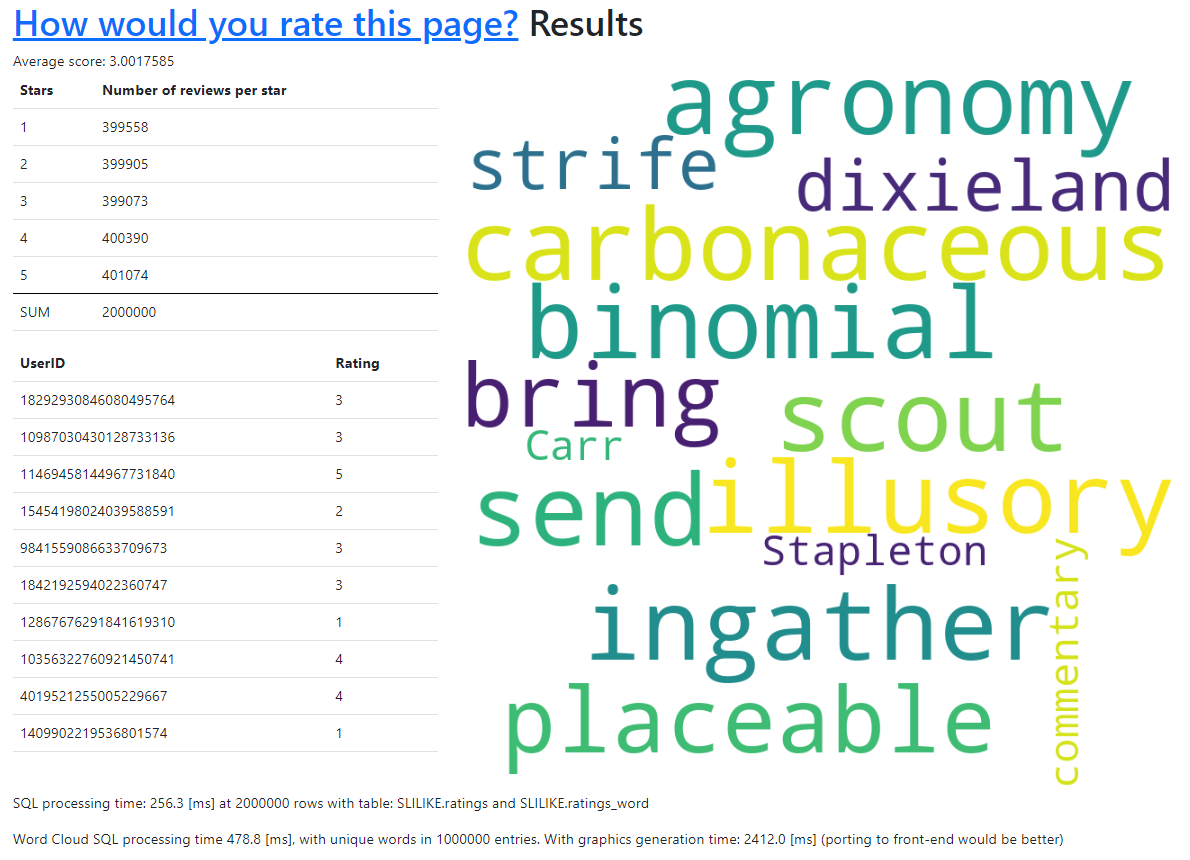 How would you rate this page? Results
Average score: 3.0017585
Stars Number of reviews per star
1 399558
2 399905
3 399073
4 400390
5 401074
SUM 2000000
UserID Rating
18292930846080495764 3
10987030430128733136 3
11469458144967731840 5
15454198024039588591 2
9841559086633709673 3
1842192594022360747 3
12867676291841619310 1
10356322760921450741 4
4019521255005229667 4
1409902219536801574 1
agronomy
strife
dixieland
carbonaceous
binomial
bring
scout
Carr
send
illusory
Stapleton
commentary
ingather
placeable
SQL processing time: 256.3 [ms] at 2000000 rows with table: SLILIKE.ratings and SLILIKE.ratings_word
Word Cloud SQL processing time 478.8 [ms], with unique words in 1000000 entries. With graphics generation time: 2412.0 [ms] (porting to front-end would be better)